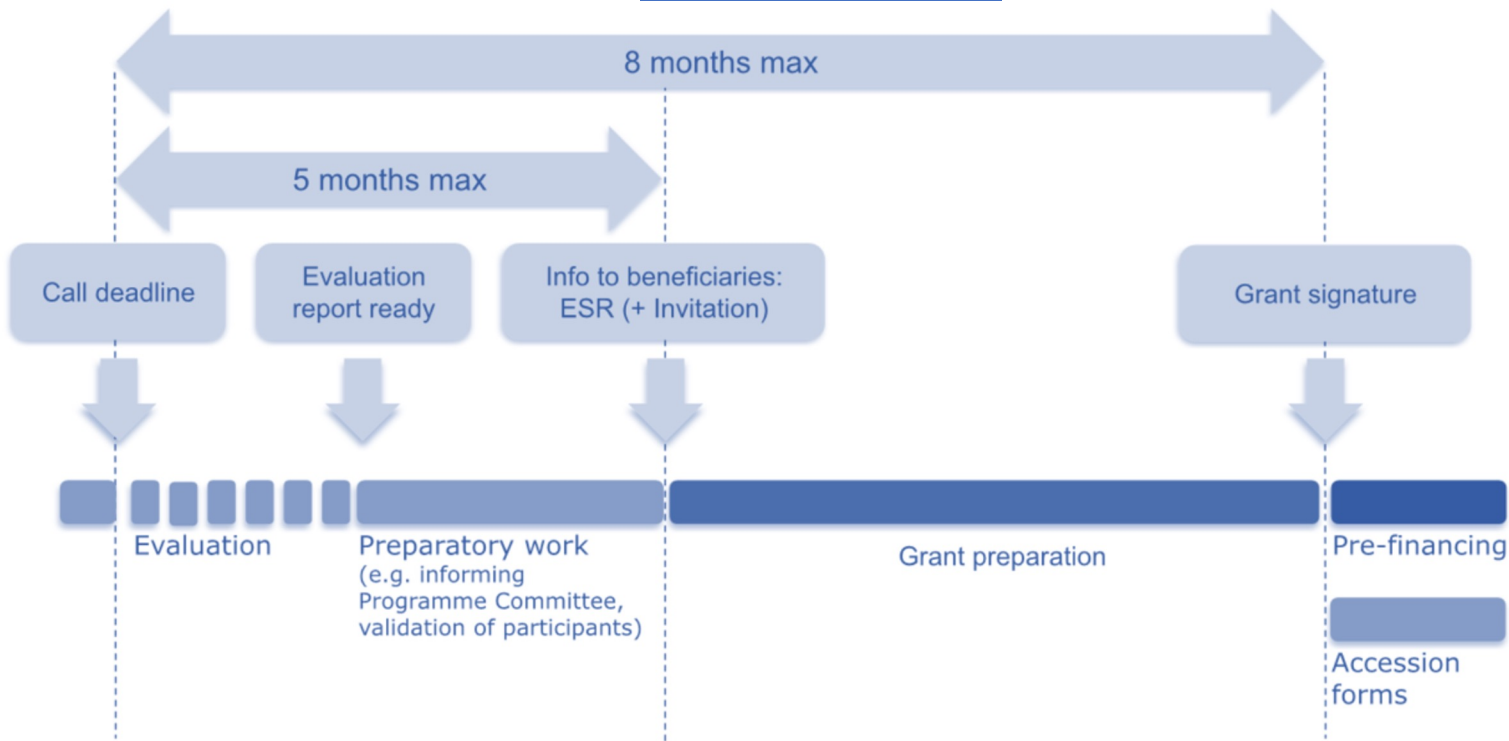 8 months max
5 months max
Call deadline
Evaluation
report ready
Info to beneficiaries:
ESR (+ Invitation)
Grant signature
Evaluation
Preparatory work
(e.g. informing
Programme Committee,
validation of participants)
Grant preparation
Pre-financing
Accession
forms